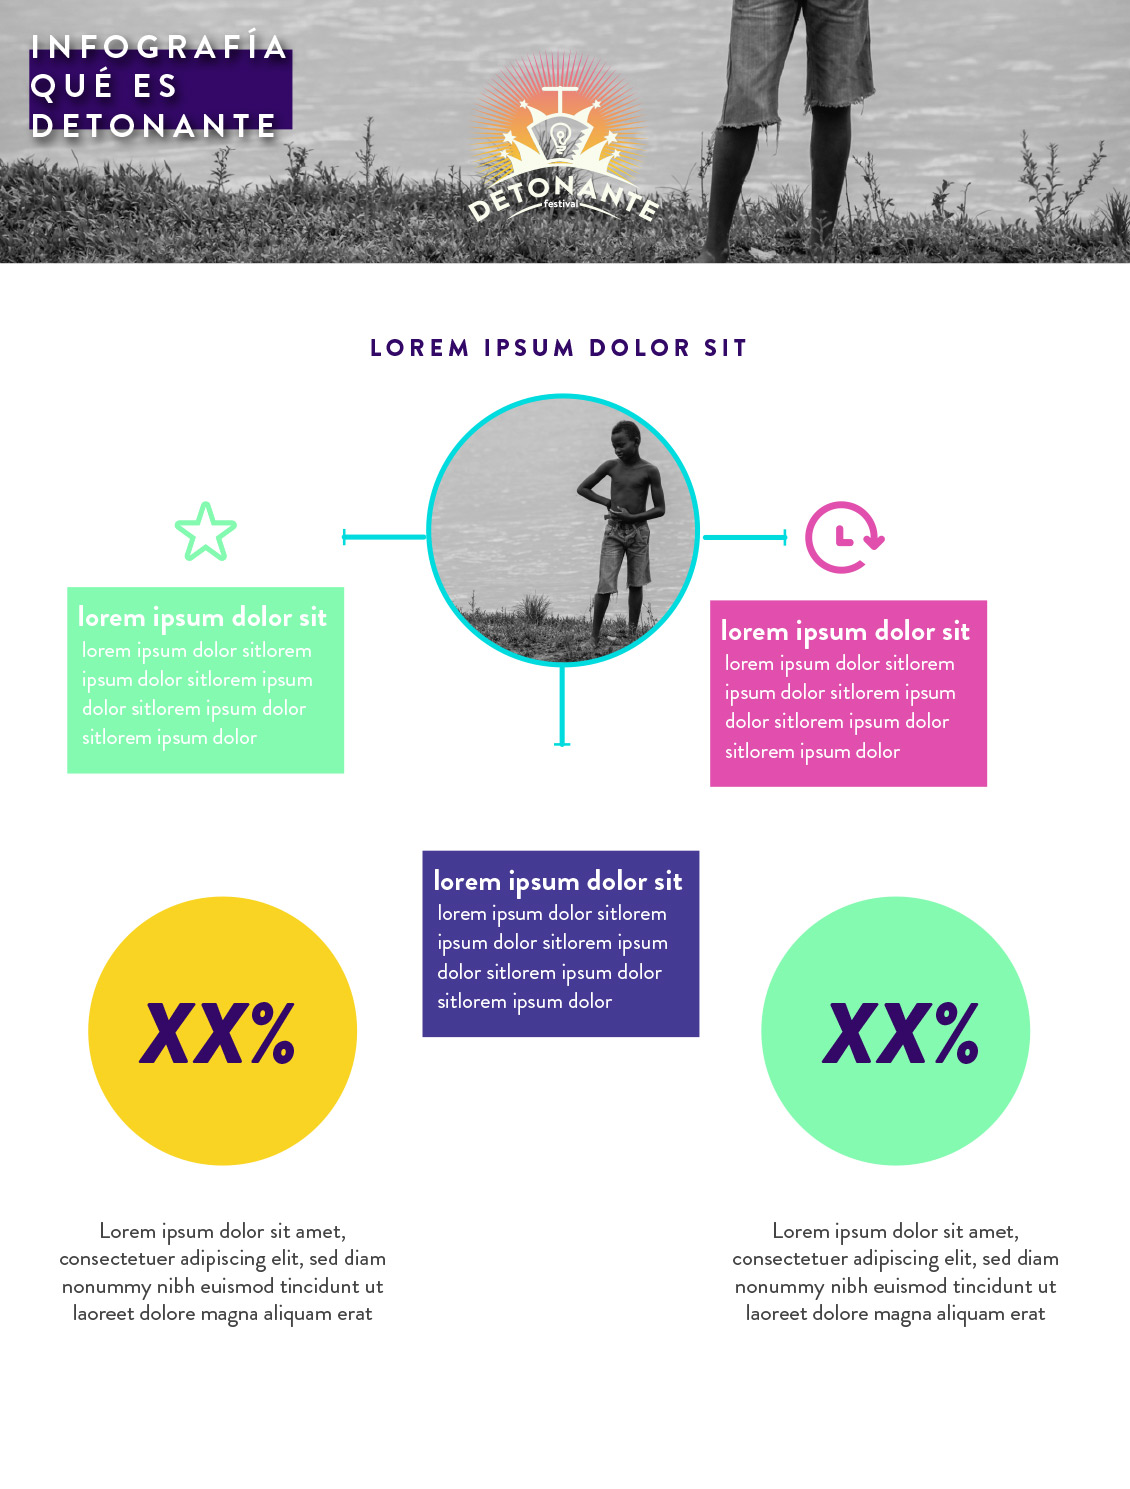 INFOGRAFÍA
QUÉ ES
DETONANTE
DETONANTE
festival
LOREM IPSUM DOLOR SIT
lorem ipsum dolor sit
lorem ipsum dolor sitlorem
ipsum dolor sitlorem ipsum
dolor sitlorem ipsum dolor
sitlorem ipsum dolor
lorem ipsum dolor sit
lorem ipsum dolor sitlorem
ipsum dolor sitlorem ipsum
dolor sitlorem ipsum dolor
sitlorem ipsum dolor
lorem ipsum dolor sit
lorem ipsum dolor sitlorem
ipsum dolor sitlorem ipsum
dolor sitlorem ipsum dolor
sitlorem ipsum dolor
XX%
XX%
Lorem ipsum dolor sit amet,
consectetuer adipiscing elit, sed diam
nonummy nibh euismod tincidunt ut
laoreet dolore magna aliquam erat
Lorem ipsum dolor sit amet,
consectetuer adipiscing elit, sed diam
nonummy nibh euismod tincidunt ut
laoreet dolore magna aliquam erat